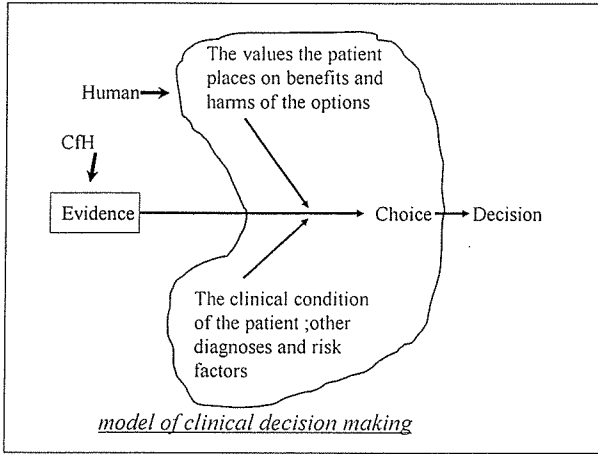 The values the patient
places on benefits and
harms of the options
Human
CfH
Evidence
Choice
Decision
The clinical condition
of the patient ;other
diagnoses and risk
factors
model of clinical decision making